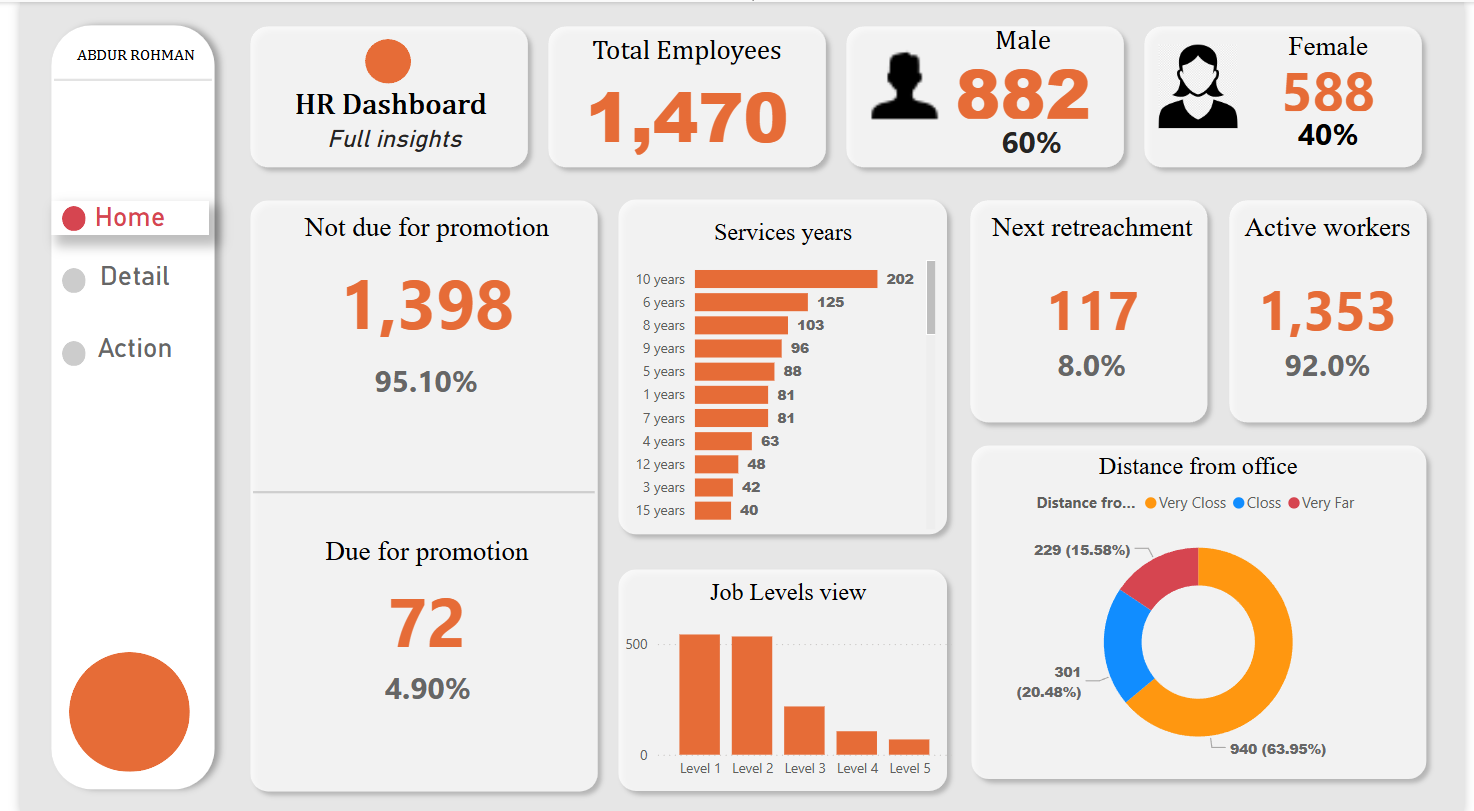 ABDUR ROHMAN
Home
Detail
Action
HR Dashboard
Full insights
Total Employees
1,470
Male
882
60%
Female
588
40%
Not due for promotion
1,398
95.10%
Due for promotion
72
4.90%
Services years
10 years 202
6 years 125
8 years 103
9 years 96
5 years 88
1 years 81
7 years 81
4 years 63
12 years 48
3 years 42
15 years 40
Job Levels view
500
0
Level 1 Level 2 Level 3 Level 4 Level 5
Next retreachment
117
8.0%
Active workers
1,353
92.0%
Distance from office
Distance fro... Very Closs Closs Very Far
229 (15.58%)
301
(20.48%)
940 (63.95%)